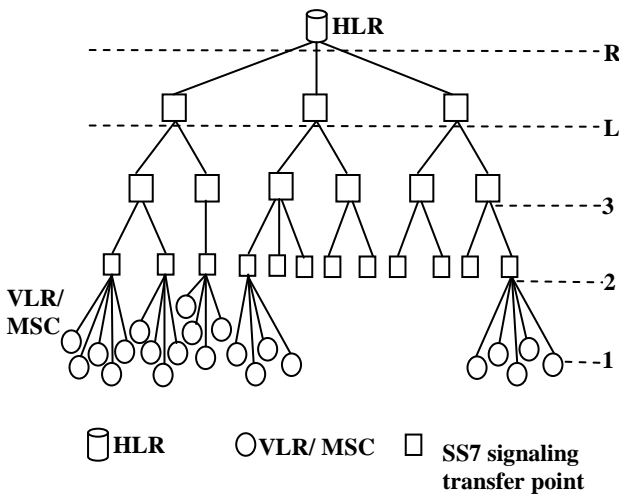 HLR
R
L
3
2
VLR/
MSC
1
HLR
VLR/ MSC
SS7 signaling
transfer point